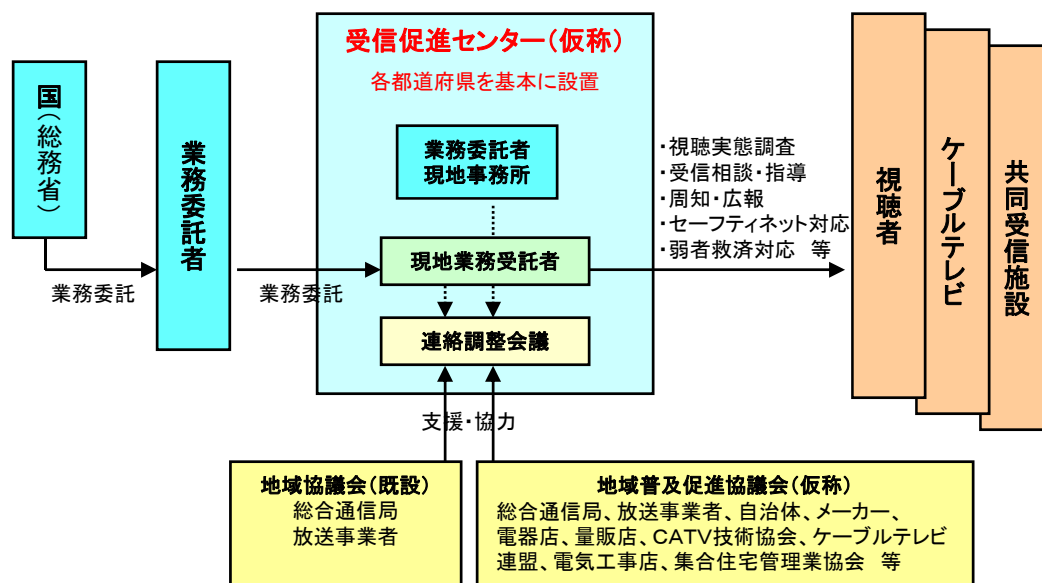 国(総務省)
業務委託
業務委託者
業務委託
受信促進センター(仮称)
各都道府県を基本に設置
業務委託者
現地事務所
現地業務受託者
連絡調整会議
支援・協力
・視聴実態調査
・受信相談・指導
・周知・広報
・セーフティネット対応
・弱者救済対応 等
視聴者
ケーブルテレビ
共同受信施設
地域協議会(既設)
総合通信局
放送事業者
地域普及促進協議会(仮称)
総合通信局、放送事業者、自治体、メーカー、
電器店、量販店、CATV技術協会、ケーブルテレビ
連盟、電気工事店、集合住宅管理業協会 等